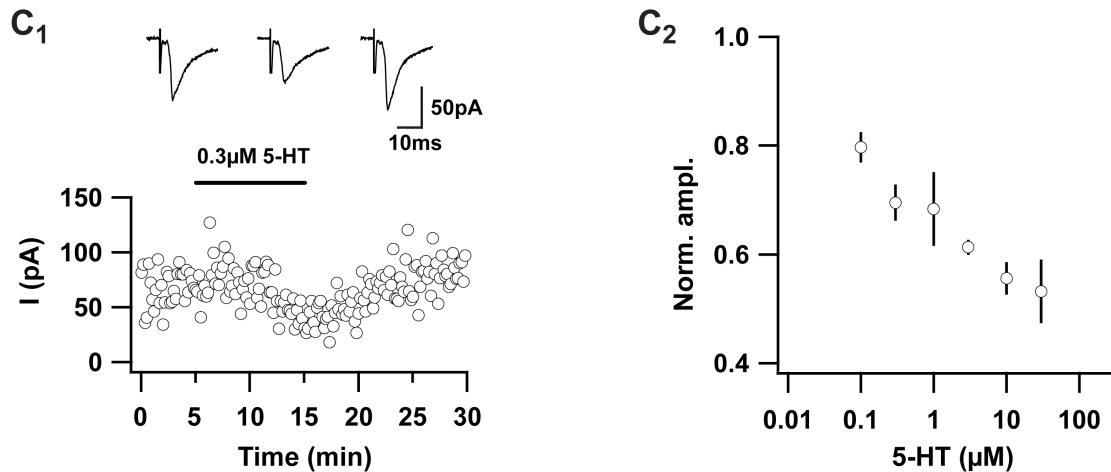 C1
50pA
10ms
0.3µM 5-HT
150
100
50
0
I (pA)
0 5 10 15 20 25 30
Time (min)
C2
1.0
0.8
0.6
0.4
Norm. ampl.
0.01 0.1 1 10 100
5-HT (µM)